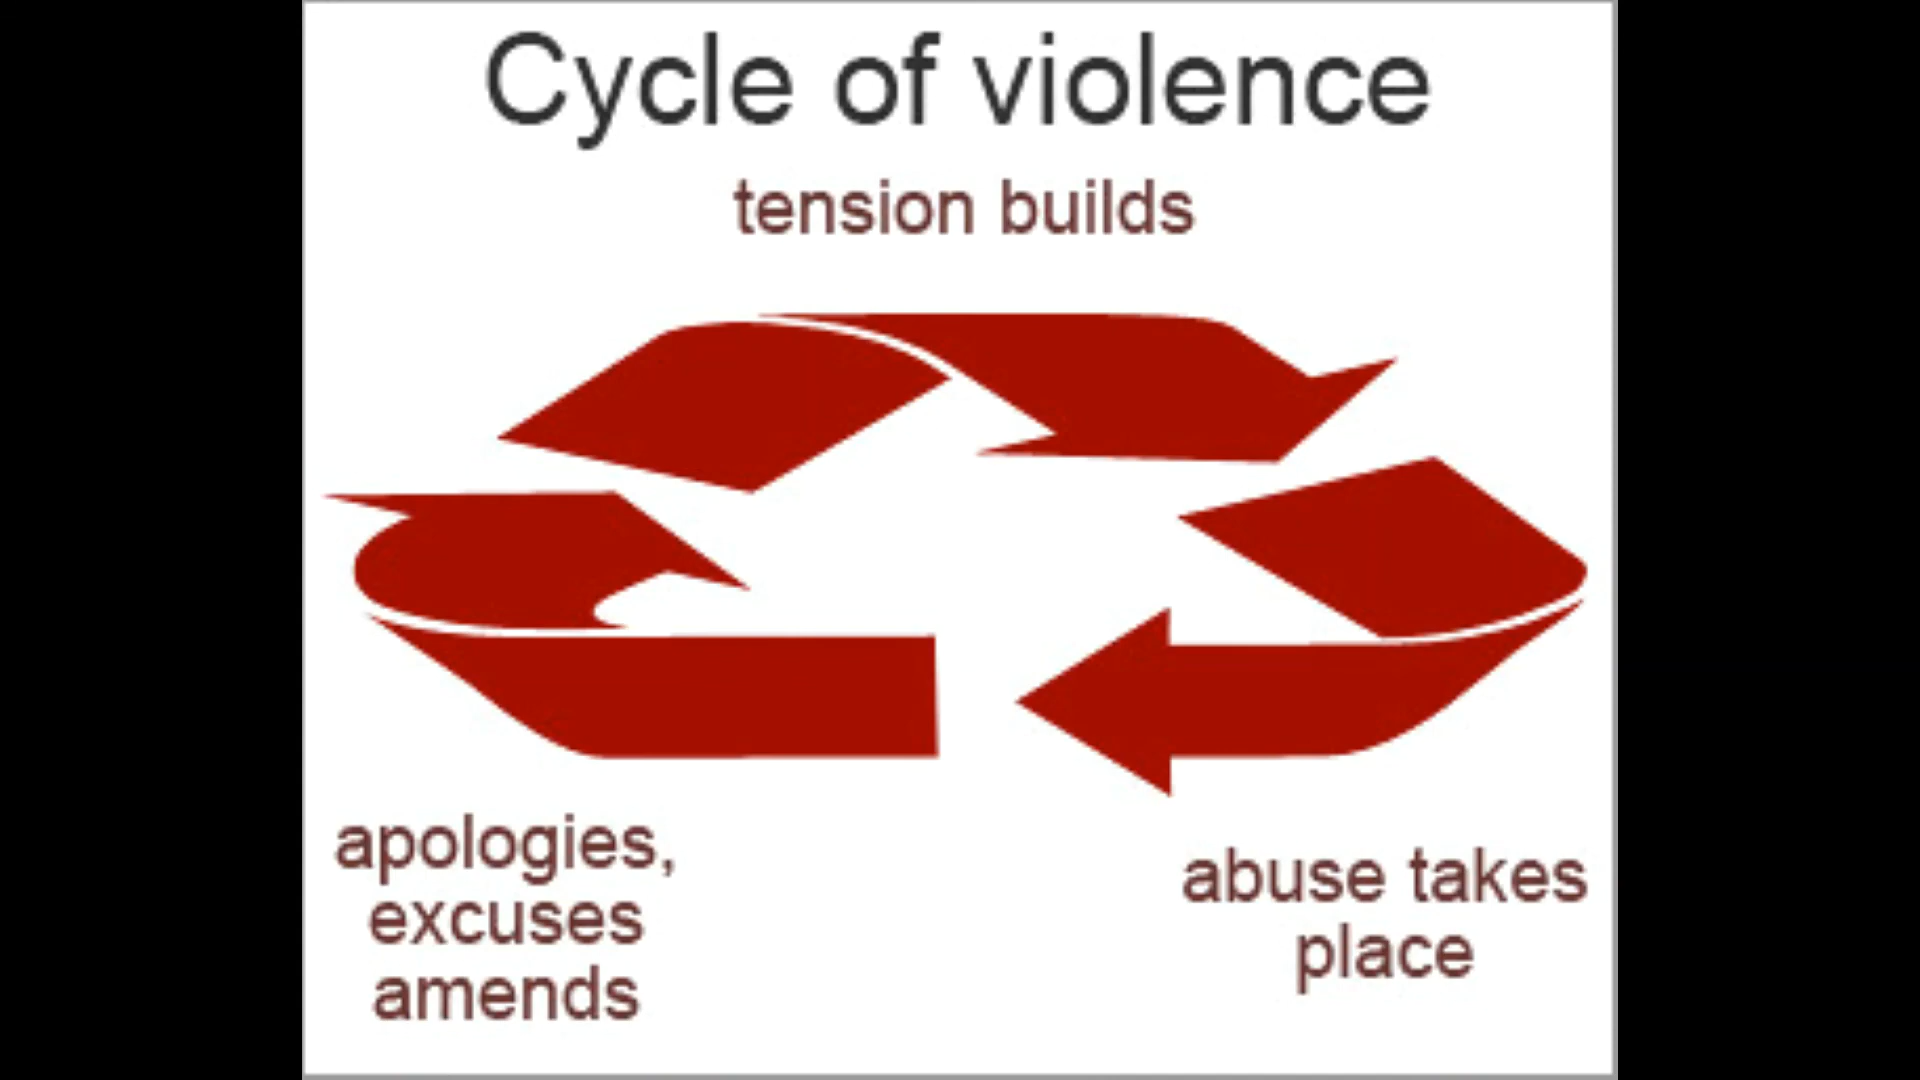 Cycle of violence
tension builds
apologies,
excuses
amends
abuse takes
place